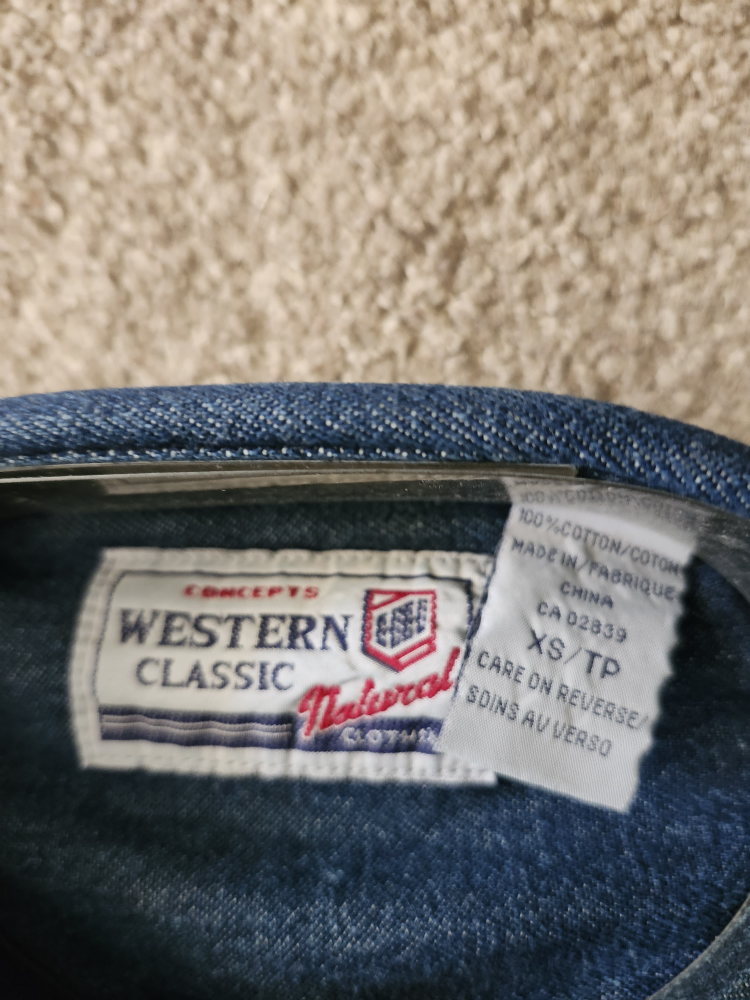 CONCEPTS
WESTERN
CLASSIC
Natural
100%COTTON/COTON
MADE IN/FABRIQUE
CHINA
CA 02839
XS/TP
CARE ON REVERSE/
SOINS AU VERSO